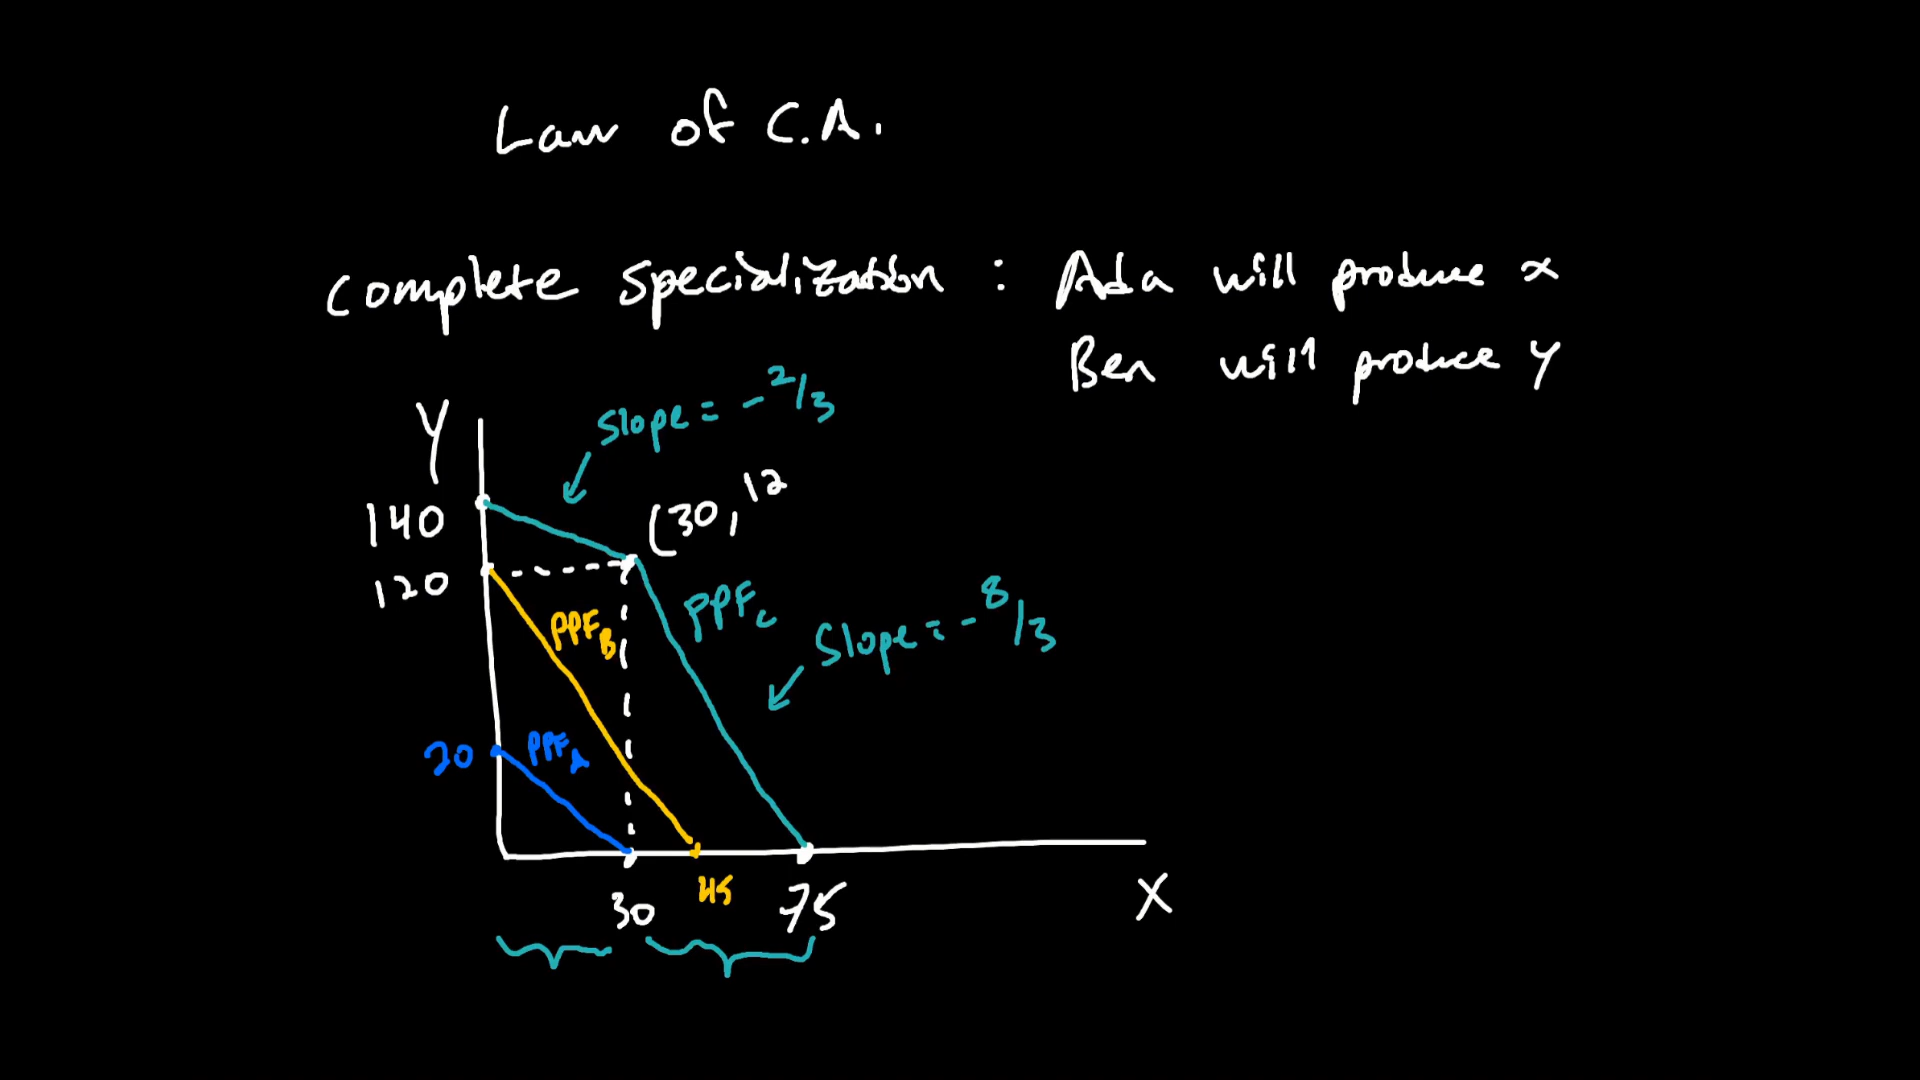 Law of C.A.
complete specialization : Ada will produce x
Ben will produce y
Slope = -2/3
Y
(30, 12
140
120
PPF_C
Slope = -8/3
PPF_B
20
PPF_A
30
45
75
X